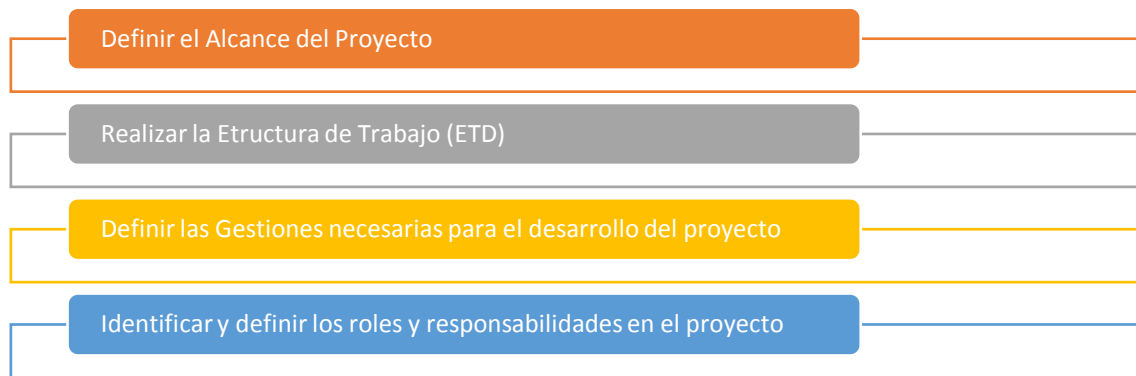 Definir el Alcance del Proyecto
Realizar la Etructura de Trabajo (ETD)
Definir las Gestiones necesarias para el desarrollo del proyecto
Identificar y definir los roles y responsabilidades en el proyecto